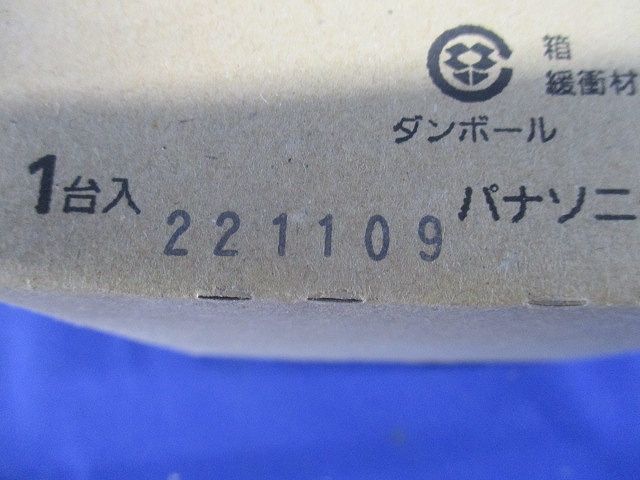 箱
緩衝材
ダンボール
1台入
221109
パナソニ